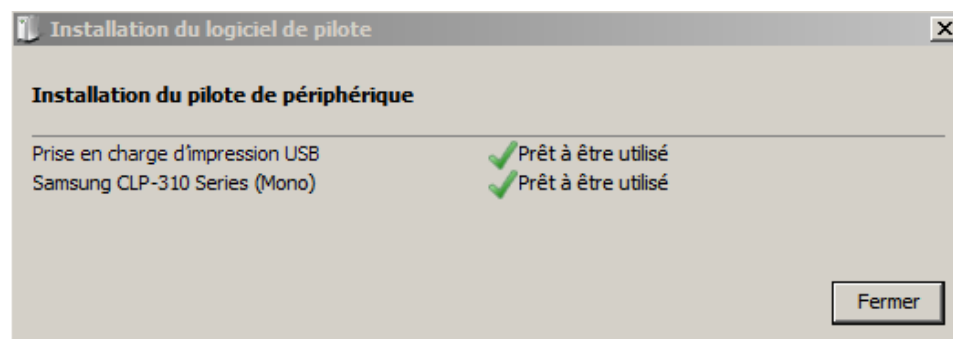 Installation du logiciel de pilote
Installation du pilote de périphérique
Prise en charge d'impression USB Prêt à être utilisé
Samsung CLP-310 Series (Mono) Prêt à être utilisé
Fermer